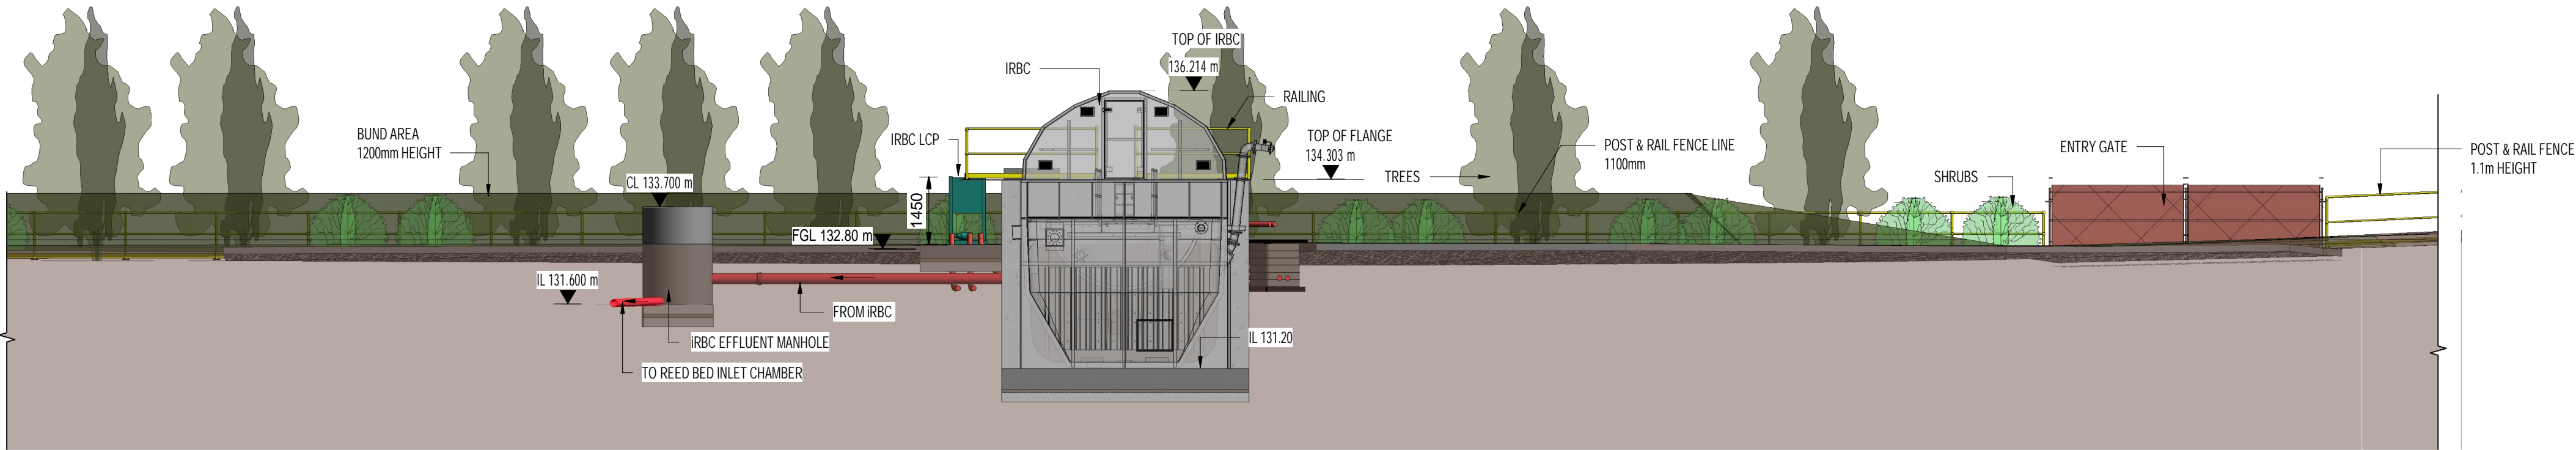 TOP OF IRBC
136.214 m
IRBC
RAILING
BUND AREA
1200mm HEIGHT
IRBC LCP
TOP OF FLANGE
134.303 m
POST & RAIL FENCE LINE
1100mm
ENTRY GATE
POST & RAIL FENCE
1.1m HEIGHT
CL 133.700 m
TREES
SHRUBS
1450
FGL 132.80 m
IL 131.600 m
FROM iRBC
iRBC EFFLUENT MANHOLE
IL 131.20
TO REED BED INLET CHAMBER